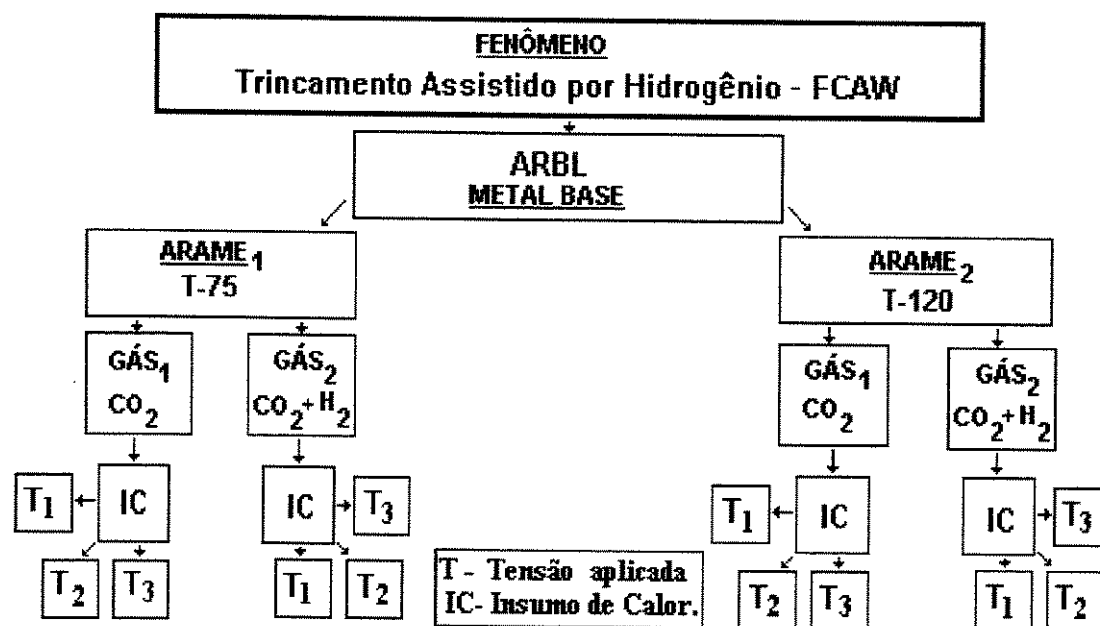 FENÔMENO
Trincamento Assistido por Hidrogênio - FCAW
ARBL
METAL BASE
ARAME1
T-75
GÁS1
CO2
IC
T1
T2
T3
GÁS2
CO2+H2
IC
T3
T1
T2
ARAME2
T-120
GÁS1
CO2
IC
T1
T2
T3
GÁS2
CO2+H2
IC
T3
T1
T2
T - Tensão aplicada
IC- Insumo de Calor.